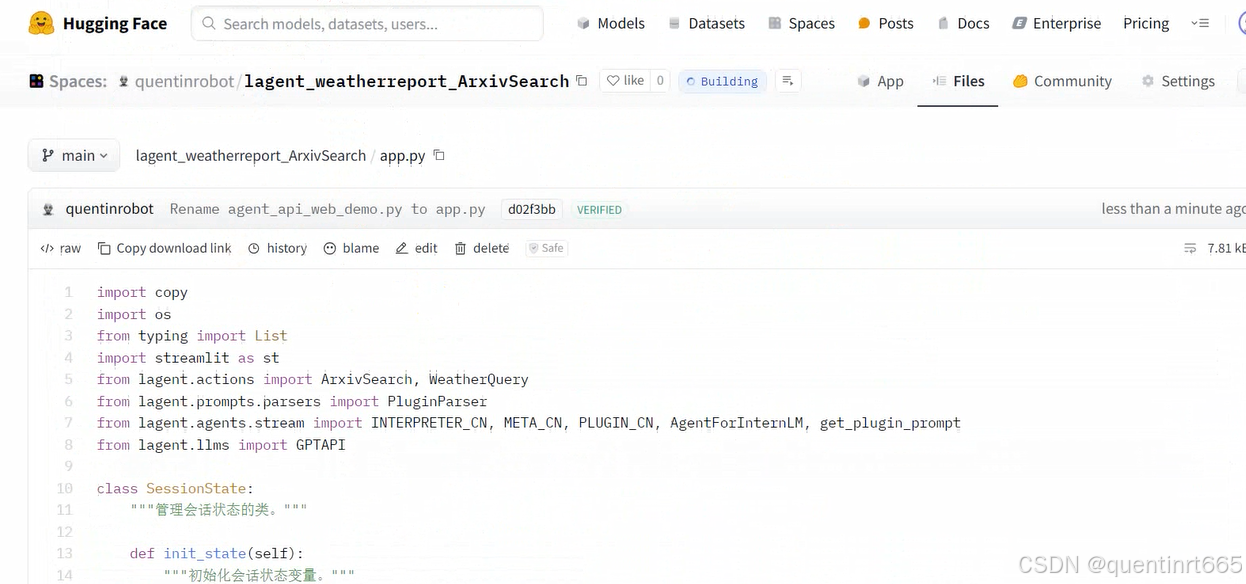 Hugging Face Search models, datasets, users... Models Datasets Spaces Posts Docs Enterprise Pricing
Spaces: quentinrobot/lagent_weatherreport_ArxivSearch like 0 Building App Files Community Settings
main lagent_weatherreport_ArxivSearch / app.py
quentinrobot Rename agent_api_web_demo.py to app.py d02f3bb VERIFIED less than a minute ago
</> raw Copy download link history blame edit delete Safe 7.81 kE
1 import copy
2 import os
3 from typing import List
4 import streamlit as st
5 from lagent.actions import ArxivSearch, WeatherQuery
6 from lagent.prompts.parsers import PluginParser
7 from lagent.agents.stream import INTERPRETER_CN, META_CN, PLUGIN_CN, AgentForInternLM, get_plugin_prompt
8 from lagent.llms import GPTAPI
9
10 class SessionState:
11 """管理会话状态的类。"""
12
13 def init_state(self):
14 """初始化会话状态变量。"""
CSDN @quentinrt665